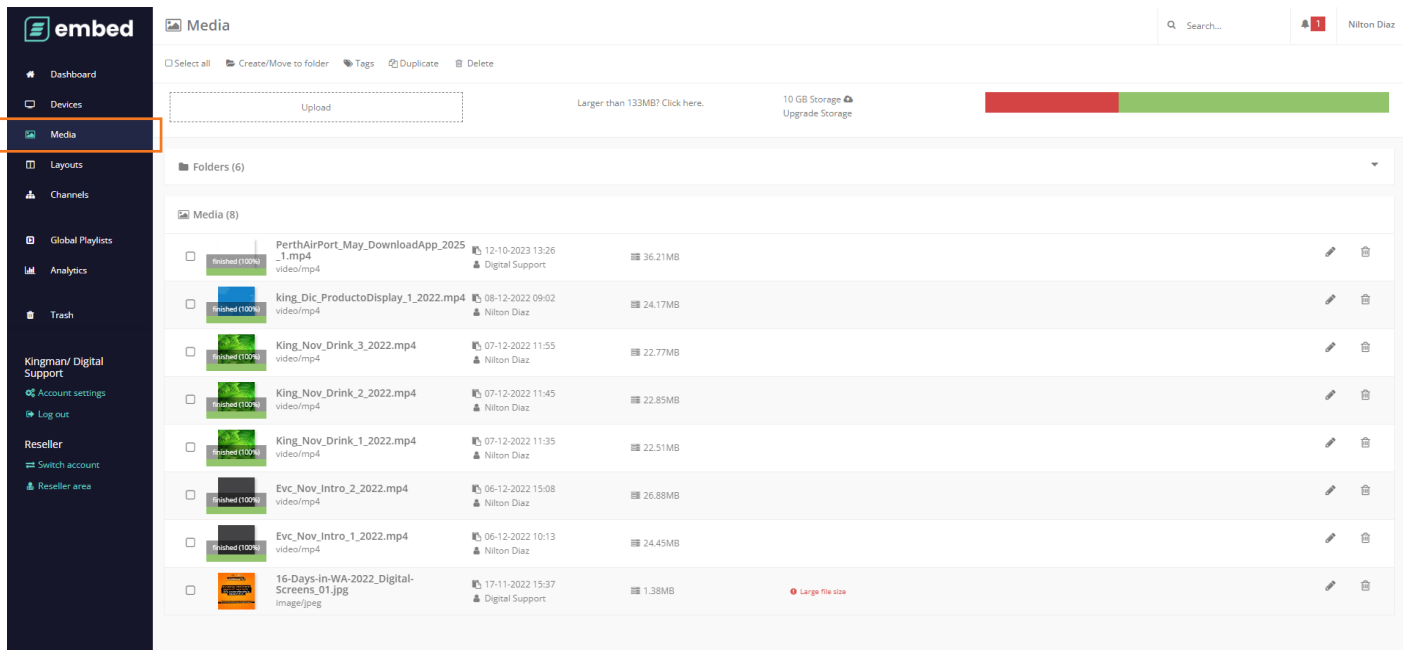 embed
Media
Search...
1
Nilton Diaz
Dashboard
Devices
Media
Layouts
Channels
Global Playlists
Analytics
Trash
Kingman/ Digital
Support
Account settings
Log out
Reseller
Switch account
Reseller area
Select all Create/Move to folder Tags Duplicate Delete
Upload
Larger than 133MB? Click here.
10 GB Storage
Upgrade Storage
Folders (6)
Media (8)
finished (100%)
PerthAirPort_May_DownloadApp_2025
_1.mp4
video/mp4
12-10-2023 13:26
Digital Support
36.21MB
finished (100%)
king_Dic_ProductoDisplay_1_2022.mp4
video/mp4
08-12-2022 09:02
Nilton Diaz
24.17MB
finished (100%)
King_Nov_Drink_3_2022.mp4
video/mp4
07-12-2022 11:55
Nilton Diaz
22.77MB
finished (100%)
King_Nov_Drink_2_2022.mp4
video/mp4
07-12-2022 11:45
Nilton Diaz
22.85MB
finished (100%)
King_Nov_Drink_1_2022.mp4
video/mp4
07-12-2022 11:35
Nilton Diaz
22.51MB
finished (100%)
Evc_Nov_Intro_2_2022.mp4
video/mp4
06-12-2022 15:08
Nilton Diaz
26.88MB
finished (100%)
Evc_Nov_Intro_1_2022.mp4
video/mp4
06-12-2022 10:13
Nilton Diaz
24.45MB
16-Days-in-WA-2022_Digital-
Screens_01.jpg
image/jpeg
17-11-2022 15:37
Digital Support
1.38MB
Large file size